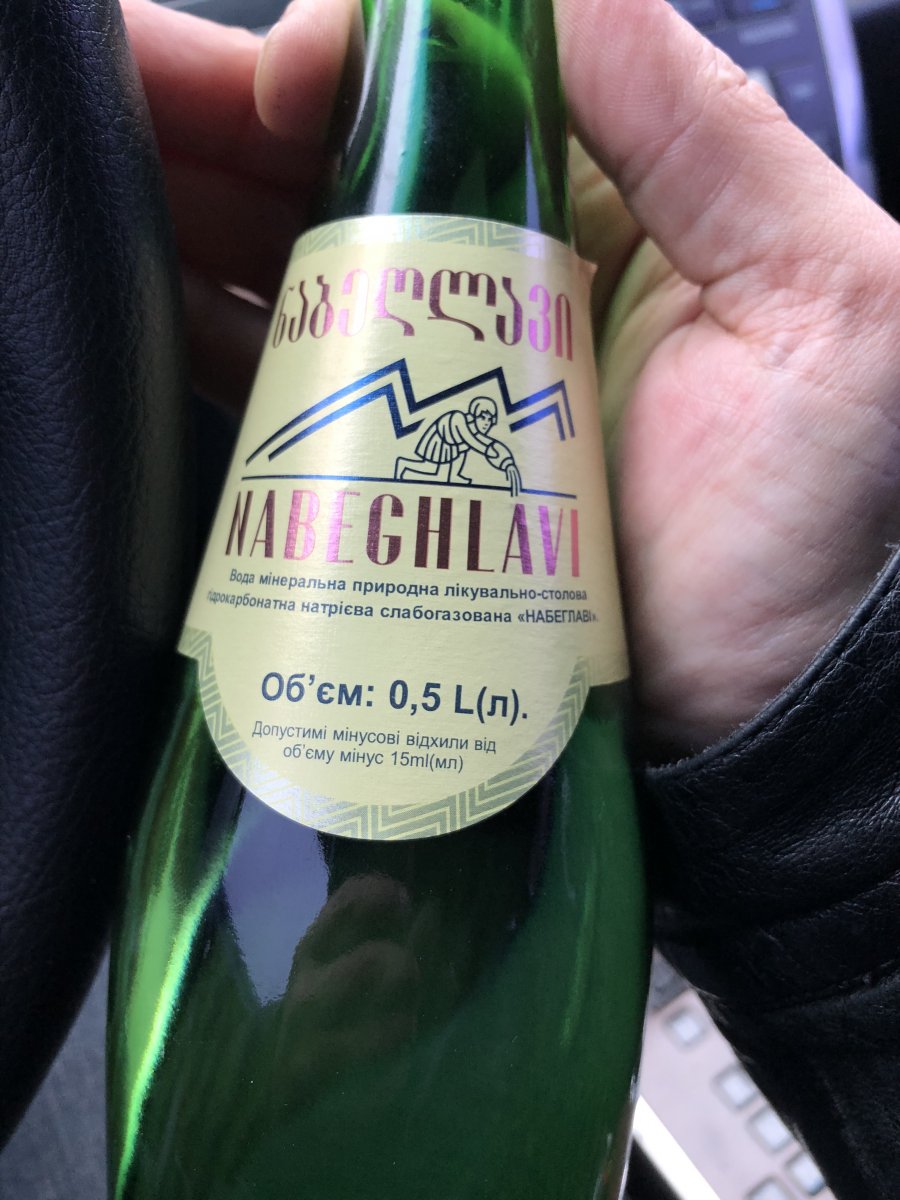 ნაბეღლავი
NABEGHLAVI
Вода мінеральна природна лікувально-столова
гідрокарбонатна натрієва слабогазована «НАБЕГЛАВІ».
Об’єм: 0,5 L(л).
Допустимі мінусові відхили від
об’єму мінус 15ml(мл)